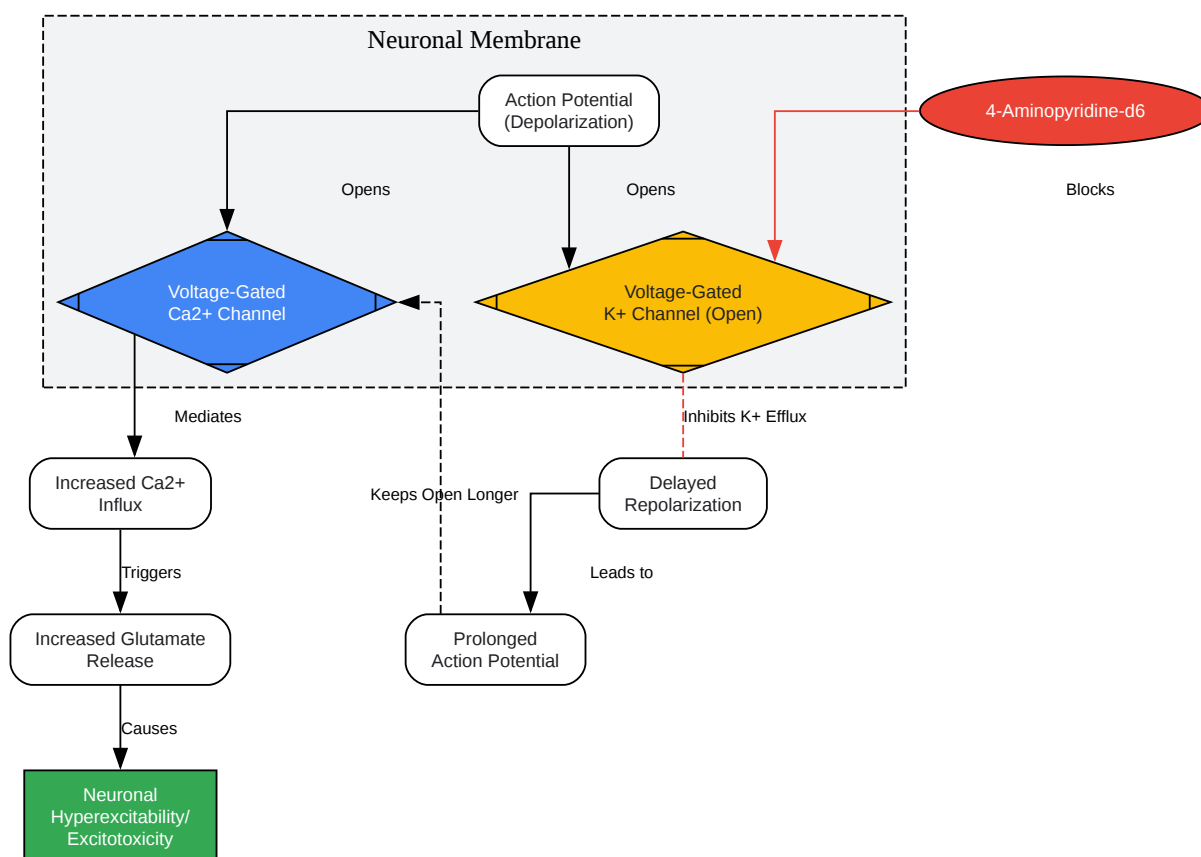 Neuronal Membrane
Action Potential
(Depolarization)
4-Aminopyridine-d6
Opens
Opens
Blocks
Voltage-Gated
Ca2+ Channel
Voltage-Gated
K+ Channel (Open)
Mediates
Inhibits K+ Efflux
Increased Ca2+
Influx
Keeps Open Longer
Delayed
Repolarization
Triggers
Leads to
Increased Glutamate
Release
Prolonged
Action Potential
Causes
Neuronal
Hyperexcitability/
Excitotoxicity